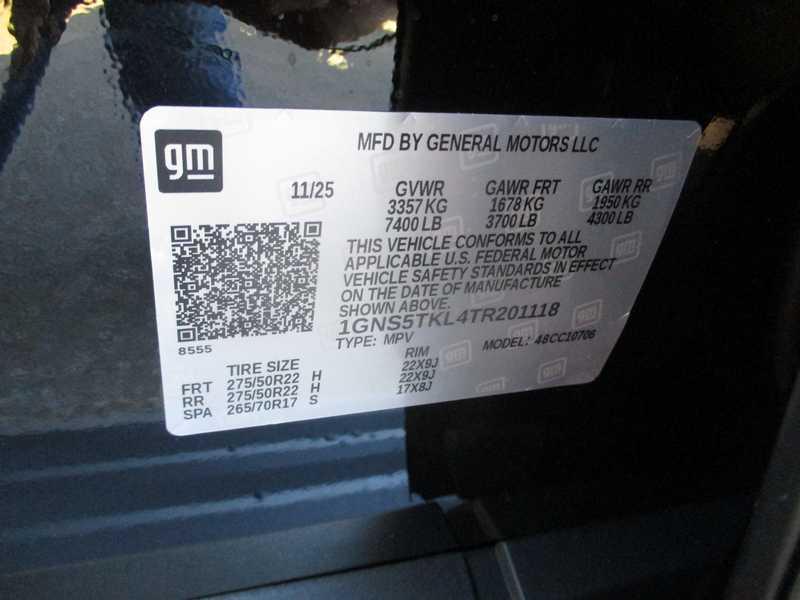 gm
MFD BY GENERAL MOTORS LLC
11/25 GVWR GAWR FRT GAWR RR
3357 KG 1678 KG 1950 KG
7400 LB 3700 LB 4300 LB
THIS VEHICLE CONFORMS TO ALL
APPLICABLE U.S. FEDERAL MOTOR
VEHICLE SAFETY STANDARDS IN EFFECT
ON THE DATE OF MANUFACTURE
SHOWN ABOVE.
1GNS5TKL4TR201118
8555
TYPE: MPV MODEL: 48CC10706
TIRE SIZE RIM
FRT 275/50R22 H 22X9J
RR 275/50R22 H 22X9J
SPA 265/70R17 S 17X8J